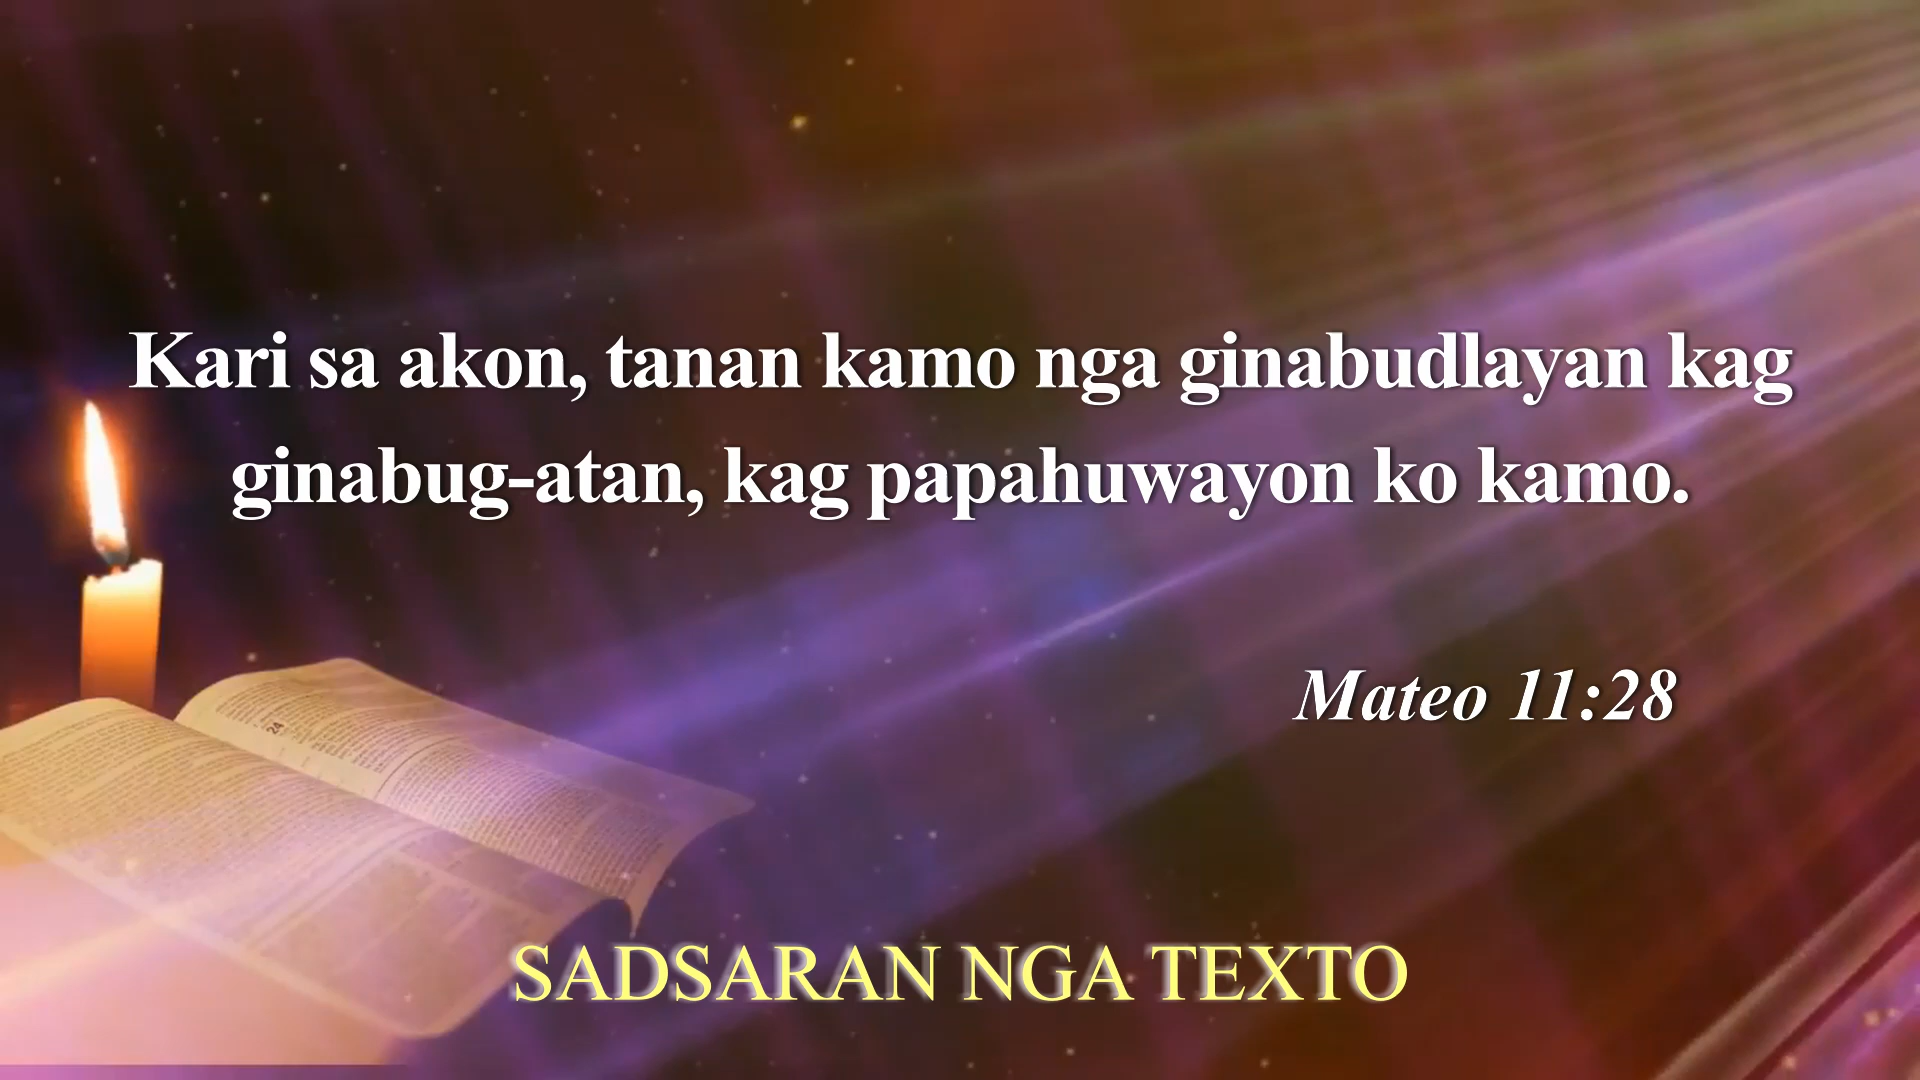 Kari sa akon, tanan kamo nga ginabudlayan kag
ginabug-atan, kag papahuwayon ko kamo.
Mateo 11:28
SADSARAN NGA TEXTO